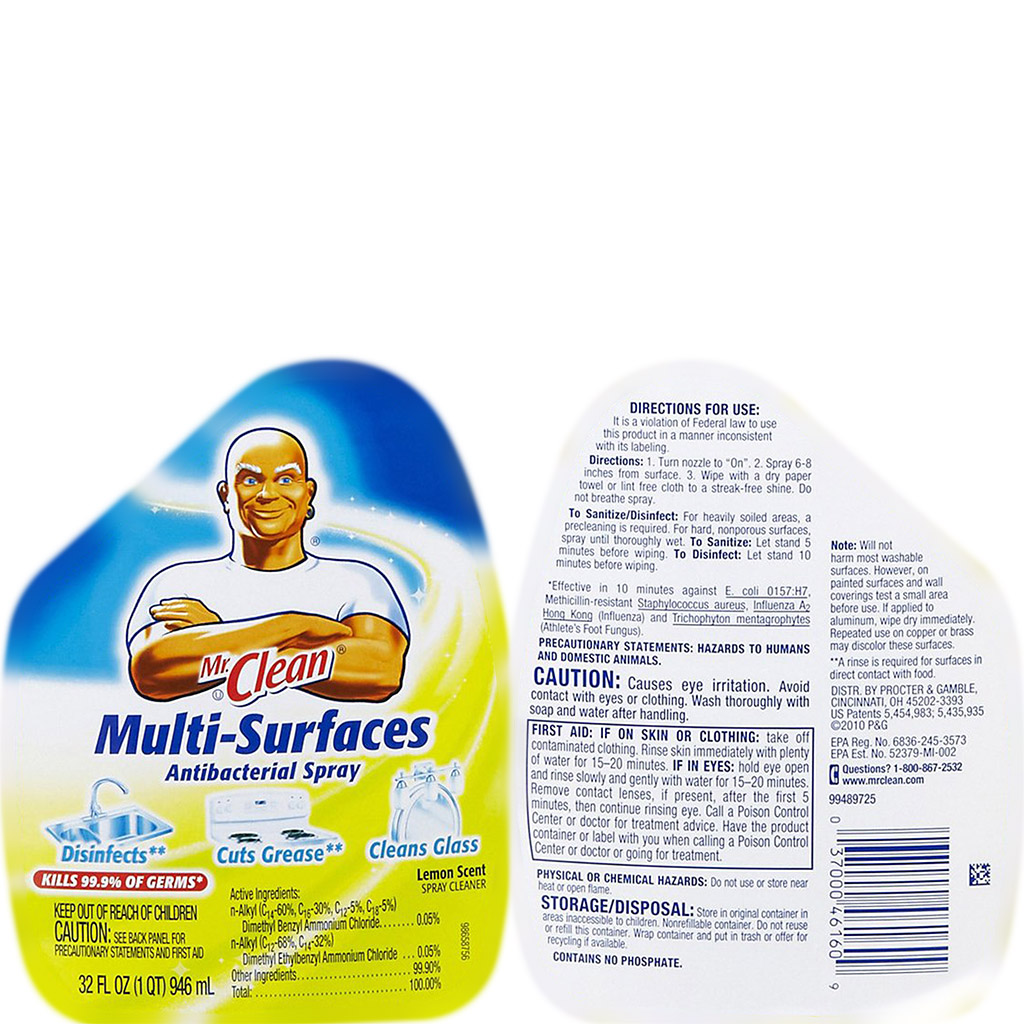 Mr. Clean®
Multi-Surfaces
Antibacterial Spray
Disinfects**
Cuts Grease**
Cleans Glass
KILLS 99.9% OF GERMS*
Lemon Scent
SPRAY CLEANER
KEEP OUT OF REACH OF CHILDREN
CAUTION: SEE BACK PANEL FOR
PRECAUTIONARY STATEMENTS AND FIRST AID
32 FL OZ (1 QT) 946 mL
Active Ingredients:
n-Alkyl (C14-60%, C16-30%, C12-5%, C18-5%)
Dimethyl Benzyl Ammonium Chloride........ 0.05%
n-Alkyl (C12-68%, C14-32%)
Dimethyl Ethylbenzyl Ammonium Chloride ... 0.05%
Other Ingredients........ 99.90%
Total:........ 100.00%
98658756
DIRECTIONS FOR USE:
It is a violation of Federal law to use
this product in a manner inconsistent
with its labeling.
Directions: 1. Turn nozzle to “On”. 2. Spray 6-8
inches from surface. 3. Wipe with a dry paper
towel or lint free cloth to a streak-free shine. Do
not breathe spray.
To Sanitize/Disinfect: For heavily soiled areas, a
precleaning is required. For hard, nonporous surfaces,
spray until thoroughly wet. To Sanitize: Let stand 5
minutes before wiping. To Disinfect: Let stand 10
minutes before wiping.
*Effective in 10 minutes against E. coli 0157:H7,
Methicillin-resistant Staphylococcus aureus, Influenza A2
Hong Kong (Influenza) and Trichophyton mentagrophytes
(Athlete's Foot Fungus).
PRECAUTIONARY STATEMENTS: HAZARDS TO HUMANS
AND DOMESTIC ANIMALS.
CAUTION: Causes eye irritation. Avoid
contact with eyes or clothing. Wash thoroughly with
soap and water after handling.
FIRST AID: IF ON SKIN OR CLOTHING: take off
contaminated clothing. Rinse skin immediately with plenty
of water for 15–20 minutes. IF IN EYES: hold eye open
and rinse slowly and gently with water for 15–20 minutes.
Remove contact lenses, if present, after the first 5
minutes, then continue rinsing eye. Call a Poison Control
Center or doctor for treatment advice. Have the product
container or label with you when calling a Poison Control
Center or doctor or going for treatment.
PHYSICAL OR CHEMICAL HAZARDS: Do not use or store near
heat or open flame.
STORAGE/DISPOSAL: Store in original container in
areas inaccessible to children. Nonrefillable container. Do not reuse
or refill this container. Wrap container and put in trash or offer for
recycling if available.
CONTAINS NO PHOSPHATE.
Note: Will not
harm most washable
surfaces. However, on
painted surfaces and wall
coverings test a small area
before use. If applied to
aluminum, wipe dry immediately.
Repeated use on copper or brass
may discolor these surfaces.
**A rinse is required for surfaces in
direct contact with food.
DISTR. BY PROCTER & GAMBLE,
CINCINNATI, OH 45202-3393
US Patents 5,454,983; 5,435,935
©2010 P&G
EPA Reg. No. 6836-245-3573
EPA Est. No. 52379-MI-002
Questions? 1-800-867-2532
www.mrclean.com
99489725
0 37000 46160 9